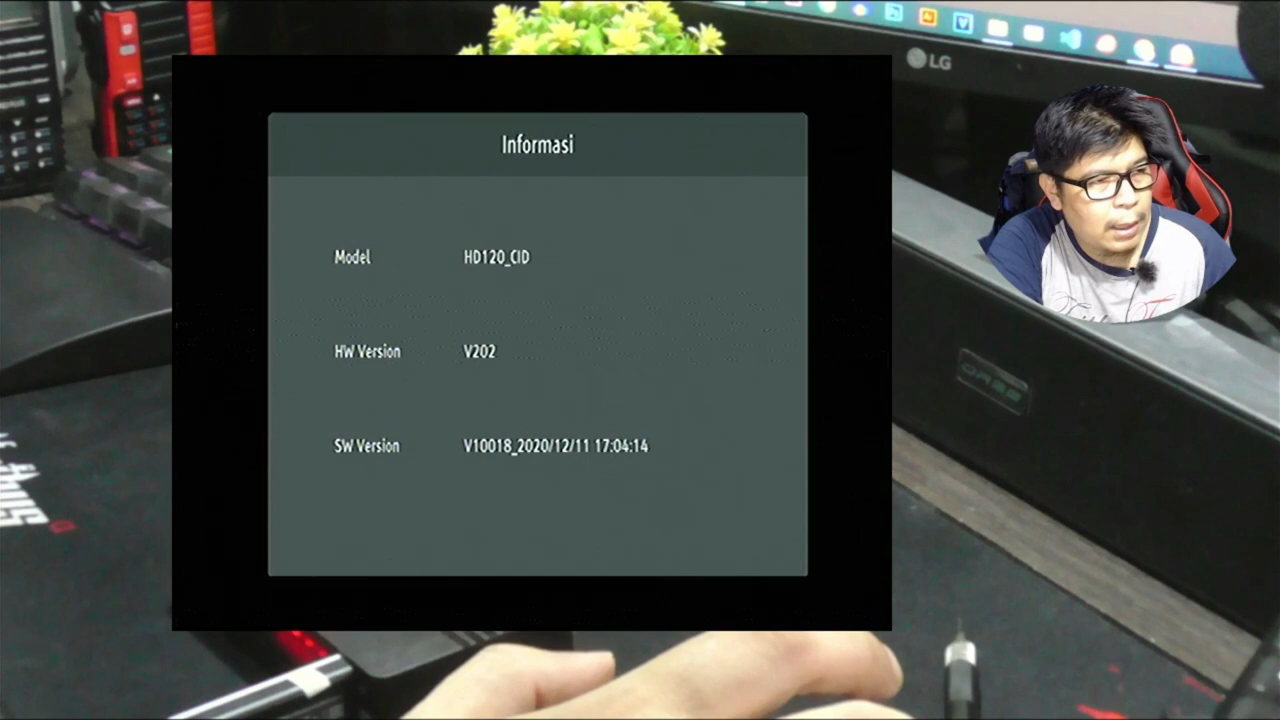 LG
Informasi
Model HD120_CID
HW Version V202
SW Version V10018_2020/12/11 17:04:14